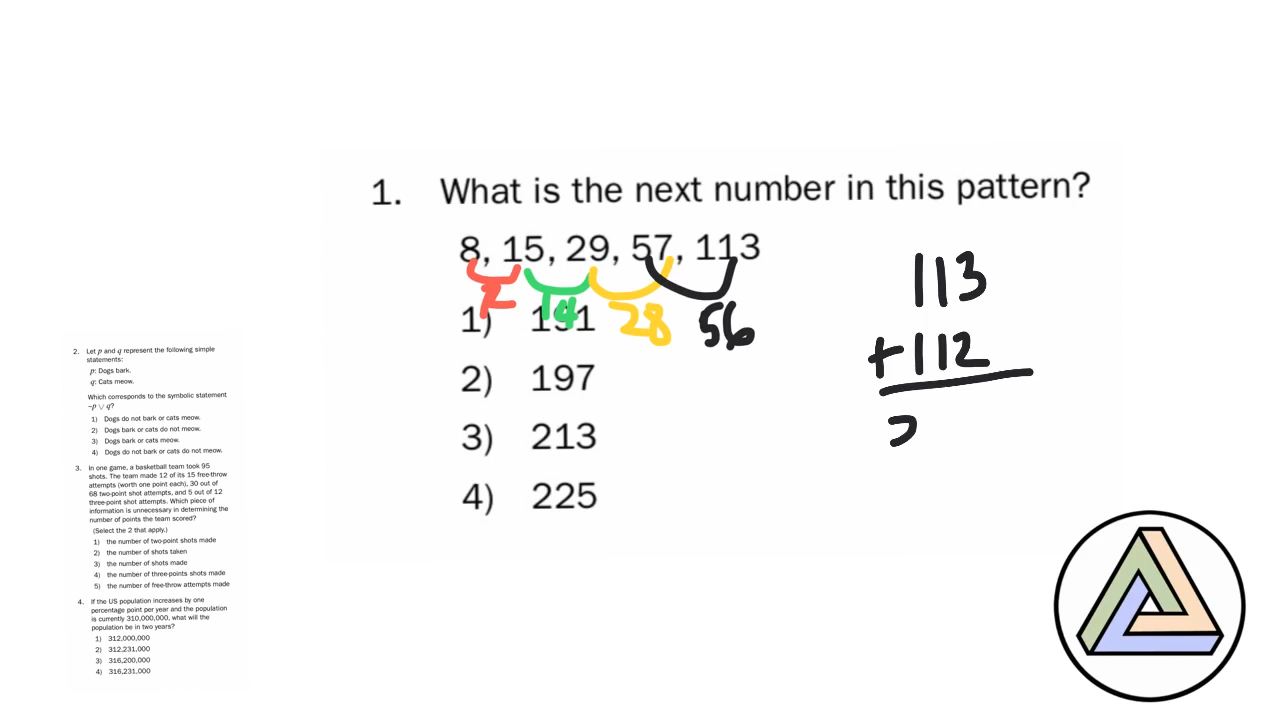 1. What is the next number in this pattern?
8, 15, 29, 57, 113
7 14 28 56
1) 191
2) 197
3) 213
4) 225
113
+112
2
2. Let p and q represent the following simple
statements:
p: Dogs bark.
q: Cats meow.
Which corresponds to the symbolic statement
¬p ∨ q?
1) Dogs do not bark or cats meow.
2) Dogs bark or cats do not meow.
3) Dogs bark or cats meow.
4) Dogs do not bark or cats do not meow.
3. In one game, a basketball team took 95
shots. The team made 12 of its 15 free-throw
attempts (worth one point each), 30 out of
68 two-point shot attempts, and 5 out of 12
three-point shot attempts. Which piece of
information is unnecessary in determining the
number of points the team scored?
(Select the 2 that apply.)
1) the number of two-point shots made
2) the number of shots taken
3) the number of shots made
4) the number of three-points shots made
5) the number of free-throw attempts made
4. If the US population increases by one
percentage point per year and the population
is currently 310,000,000, what will the
population be in two years?
1) 312,000,000
2) 312,231,000
3) 316,200,000
4) 316,231,000